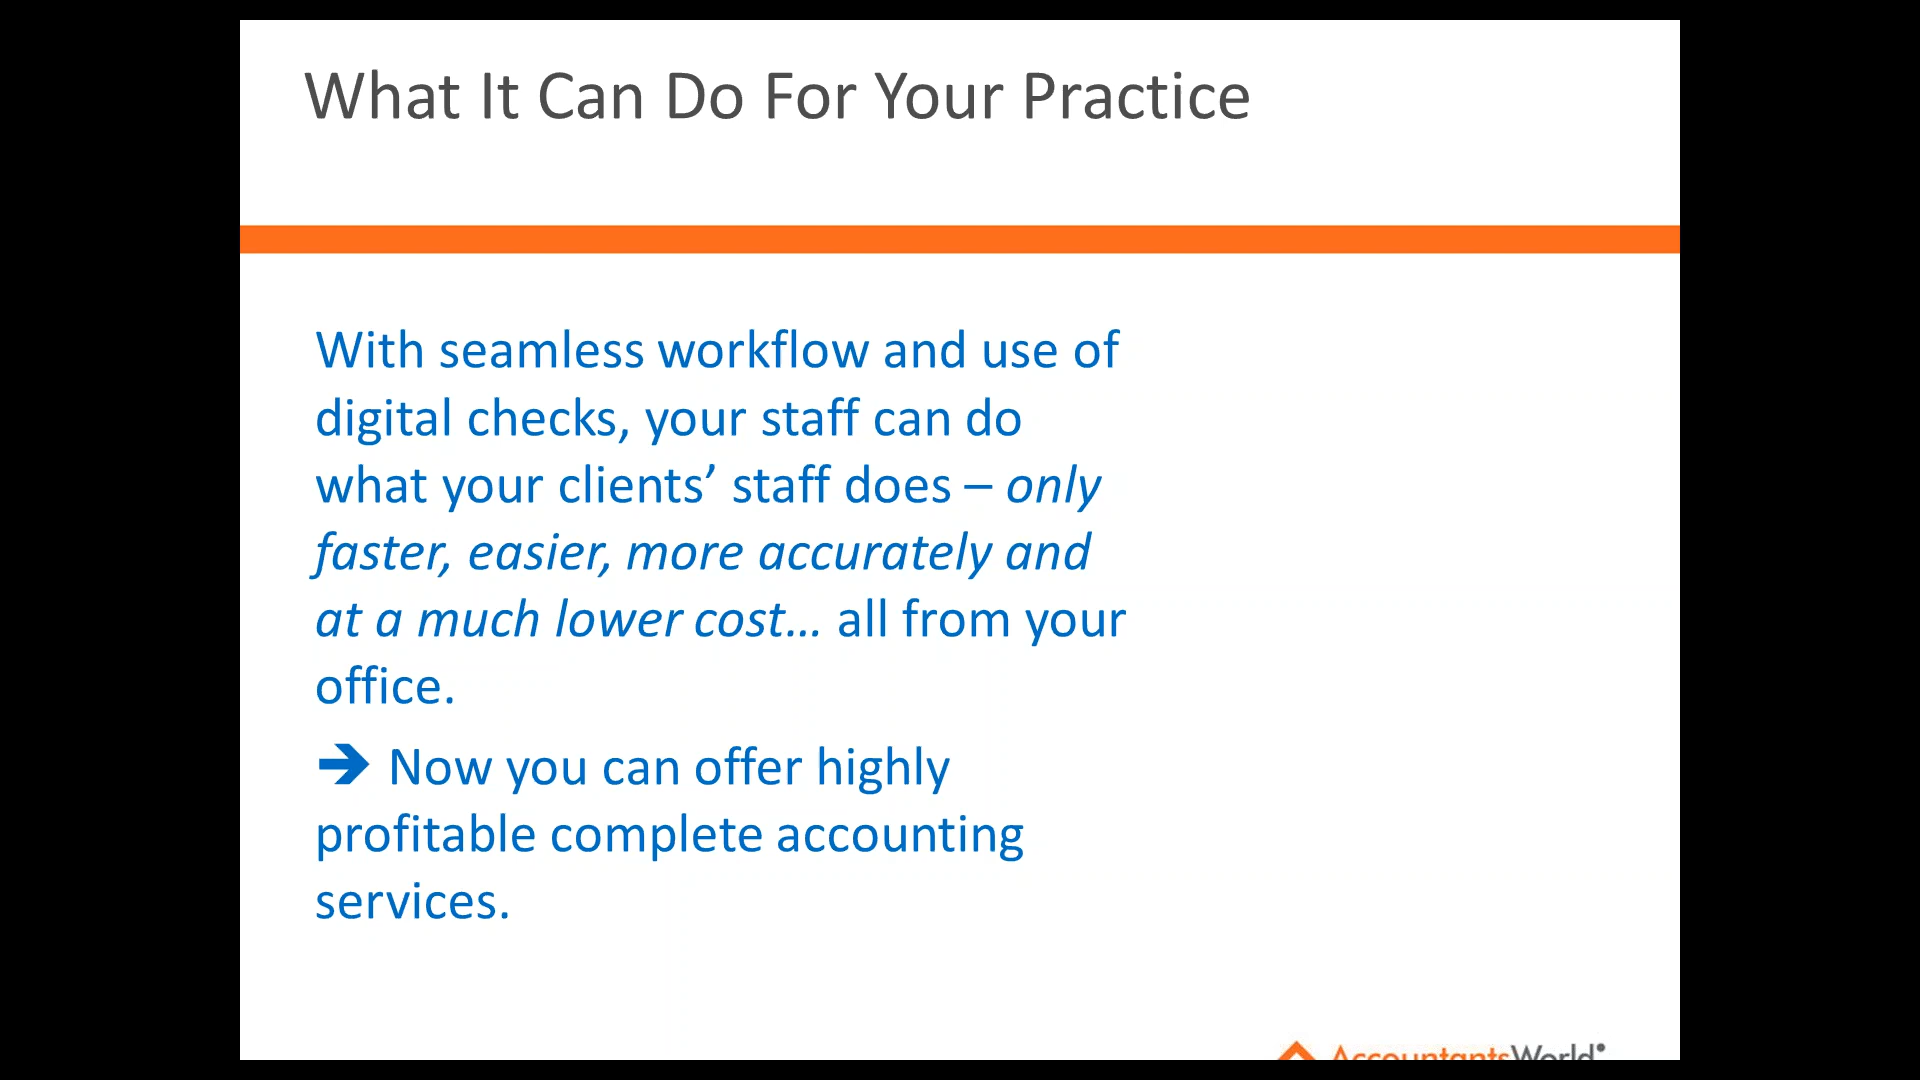 What It Can Do For Your Practice
With seamless workflow and use of
digital checks, your staff can do
what your clients’ staff does – only
faster, easier, more accurately and
at a much lower cost… all from your
office.
➔ Now you can offer highly
profitable complete accounting
services.
AccountantsWorld